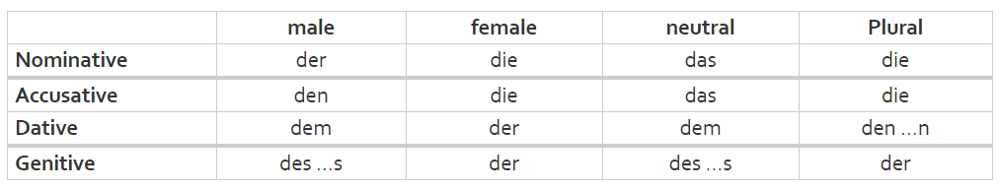 male female neutral Plural
Nominative der die das die
Accusative den die das die
Dative dem der dem den ...n
Genitive des ...s der des ...s der